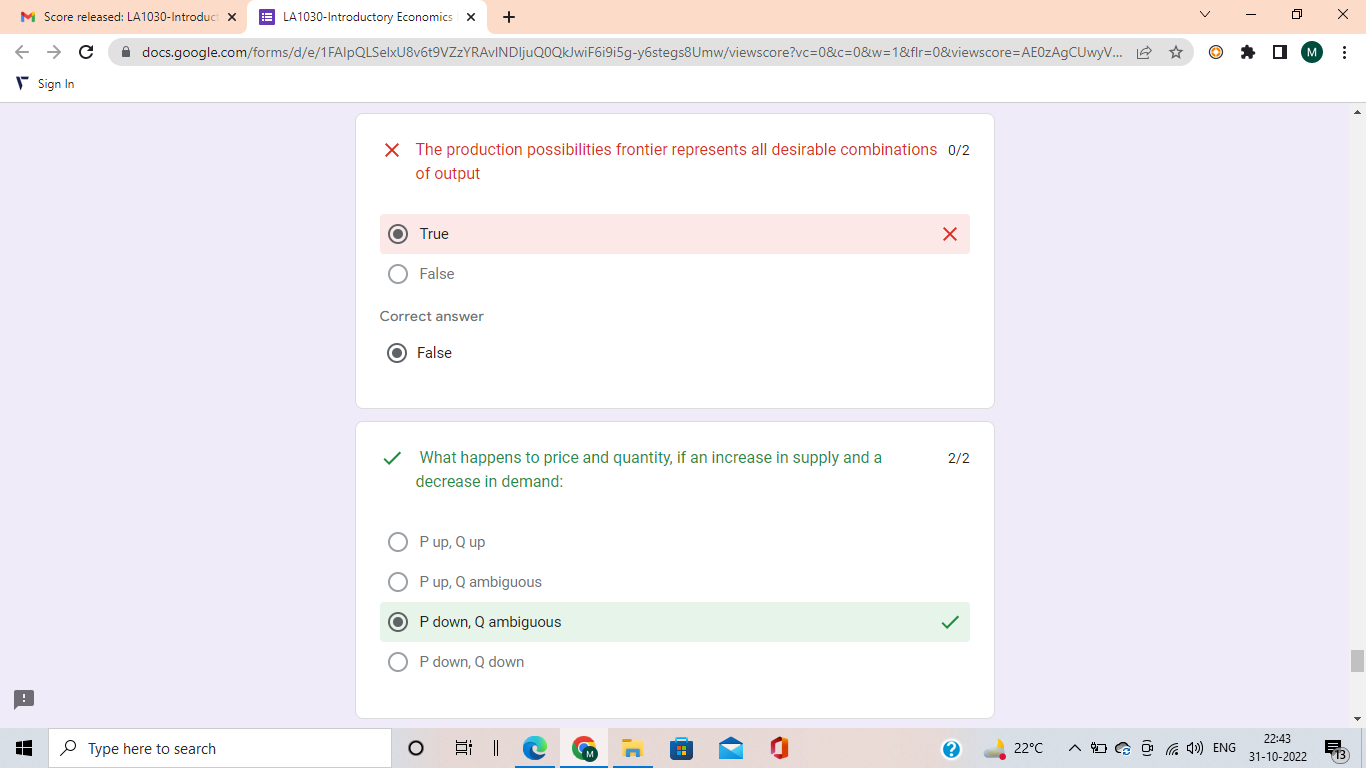 Score released: LA1030-Introduct
LA1030-Introductory Economics
docs.google.com/forms/d/e/1FAIpQLSelxU8v6t9VZzYRAvINDIjuQ0QkJwiF6i9i5g-y6stegs8Umw/viewscore?vc=0&c=0&w=1&flr=0&viewscore=AE0zAgCUwyV...
M
Sign In
The production possibilities frontier represents all desirable combinations 0/2
of output
True
False
Correct answer
False
What happens to price and quantity, if an increase in supply and a 2/2
decrease in demand:
P up, Q up
P up, Q ambiguous
P down, Q ambiguous
P down, Q down
Type here to search
M
22°C
ENG
22:43
31-10-2022
13